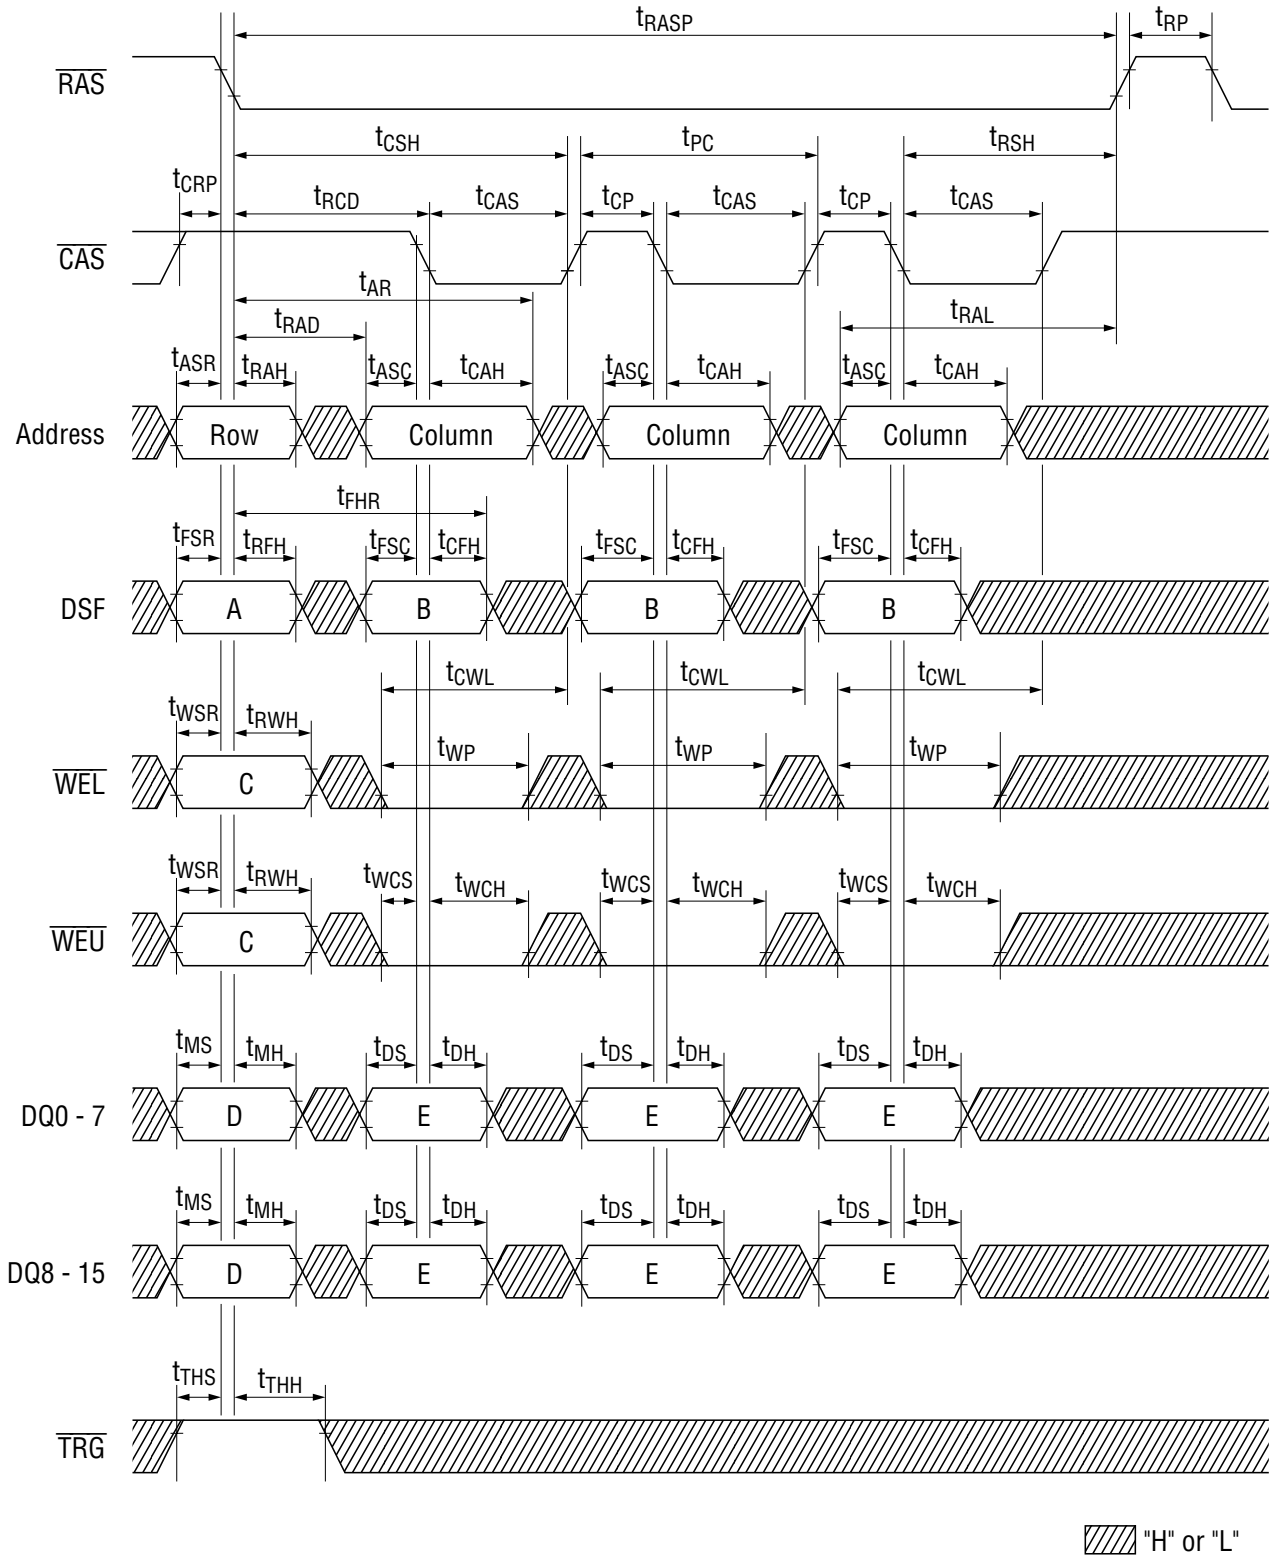 tRASP tRP
RAS
tCSH tPC tRSH
tCRP tRCD tCAS tCP tCAS tCP tCAS
CAS
tAR
tRAD tRAL
tASR tRAH tASC tCAH tASC tCAH tASC tCAH
Address Row Column Column Column
tFHR
tFSR tRFH tFSC tCFH tFSC tCFH tFSC tCFH
DSF A B B B
tCWL tCWL tCWL
tWSR tRWH tWP tWP tWP
WEL C
tWSR tRWH tWCS tWCH tWCS tWCH tWCS tWCH
WEU C
tMS tMH tDS tDH tDS tDH tDS tDH
DQ0 - 7 D E E E
tMS tMH tDS tDH tDS tDH tDS tDH
DQ8 - 15 D E E E
tTHS tTHH
TRG
"H" or "L"